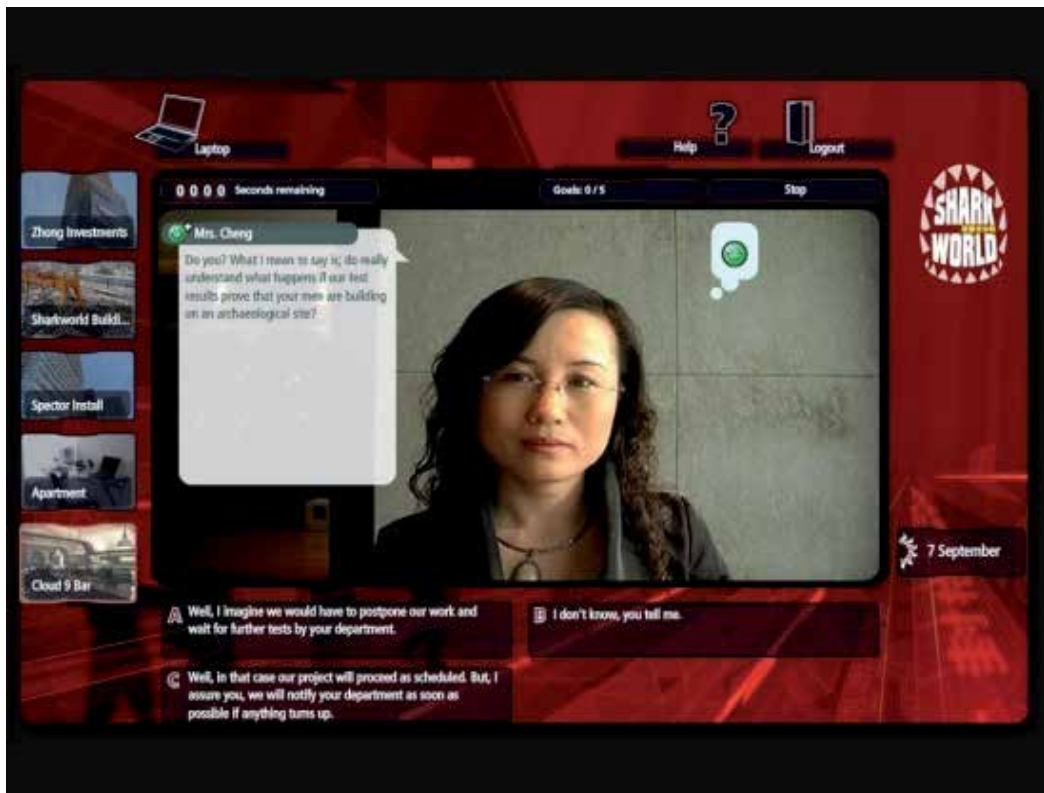 Laptop
Help
Logout
0 0 0 0 Seconds remaining
Goals: 0 / 5
Stop
SHARK
WORLD
Zhong Investments
Sharkworld Buildi...
Spector Install
Apartment
Cloud 9 Bar
Mrs. Cheng
Do you? What I mean to say is; do really
understand what happens if our test
results prove that your men are building
on an archaeological site?
7 September
A Well, I imagine we would have to postpone our work and
wait for further tests by your department.
B I don't know, you tell me.
C Well, in that case our project will proceed as scheduled. But, I
assure you, we will notify your department as soon as
possible if anything turns up.